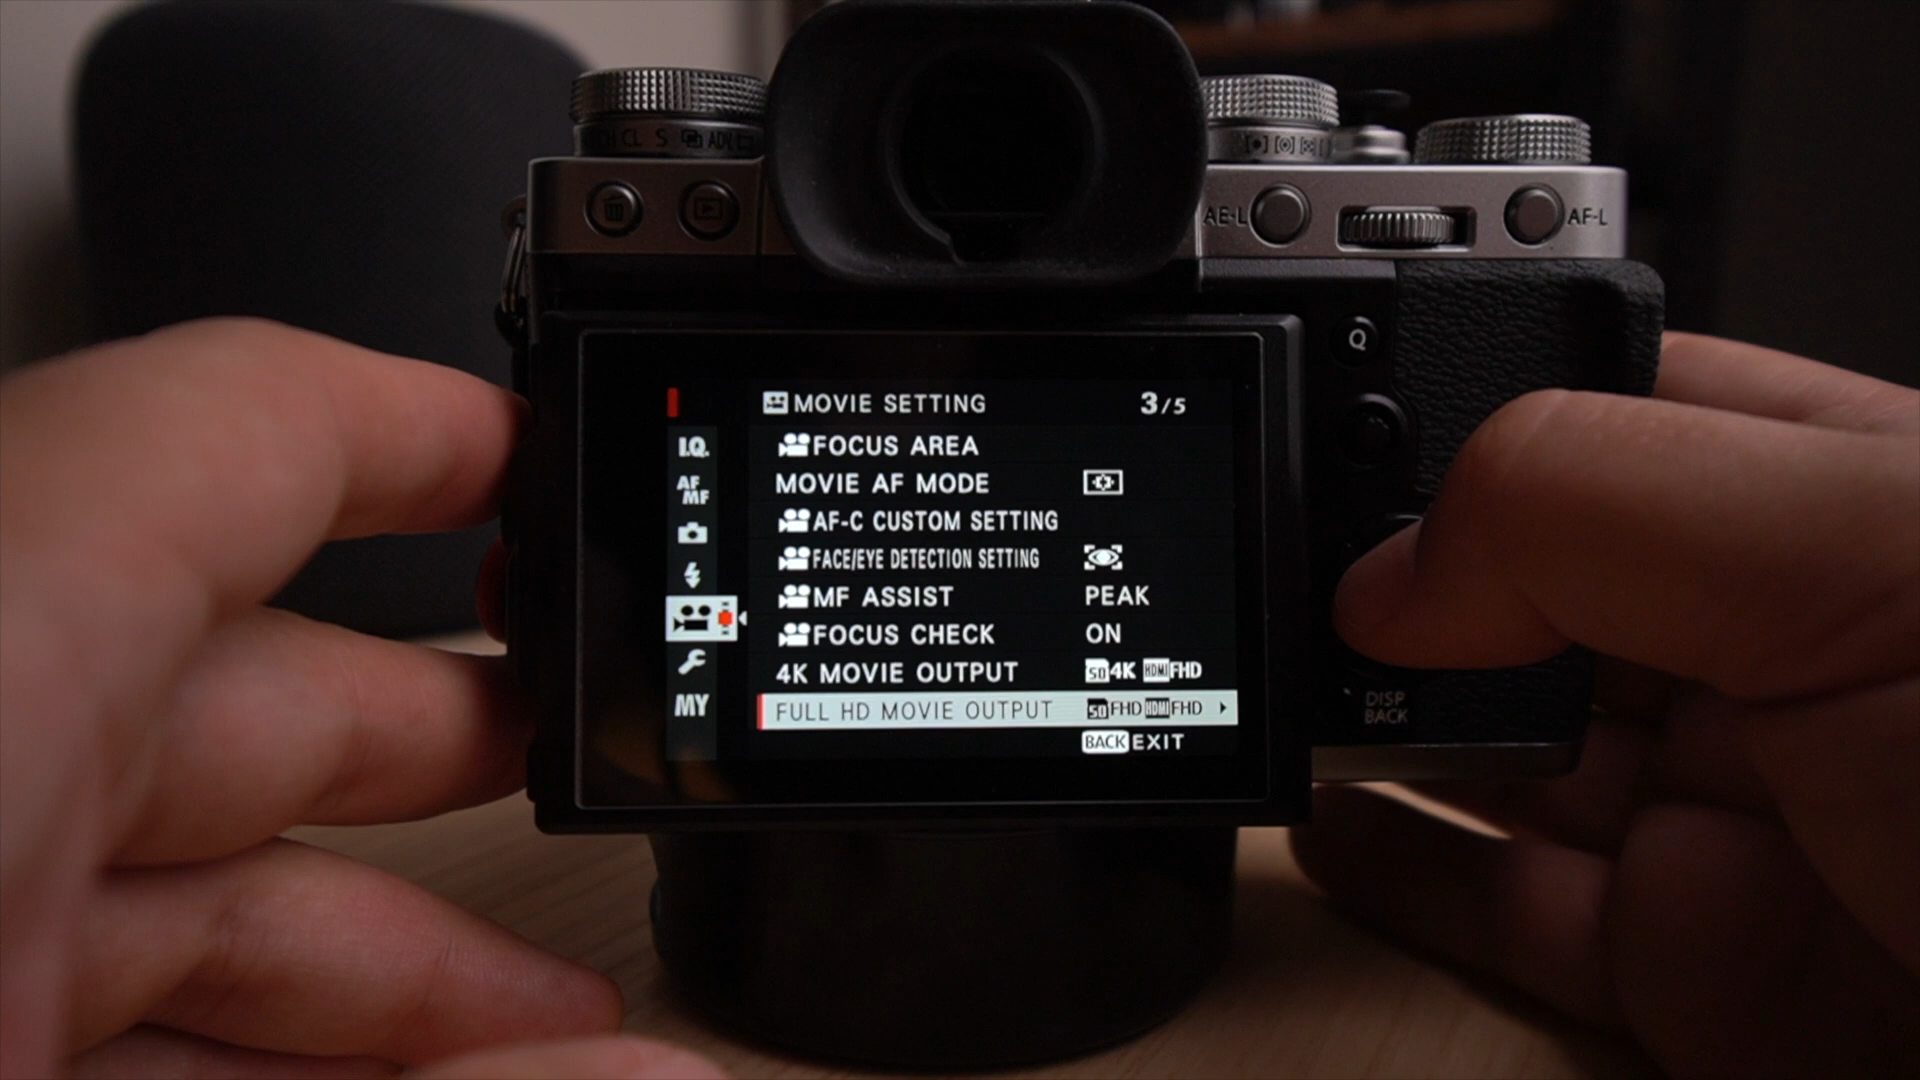 CL S ADV.
AE-L
AF-L
Q
MOVIE SETTING 3/5
I.Q.
AF MF
MY
FOCUS AREA
MOVIE AF MODE
AF-C CUSTOM SETTING
FACE/EYE DETECTION SETTING
MF ASSIST PEAK
FOCUS CHECK ON
4K MOVIE OUTPUT SD 4K HDMI FHD
FULL HD MOVIE OUTPUT SD FHD HDMI FHD
BACK EXIT
DISP
BACK